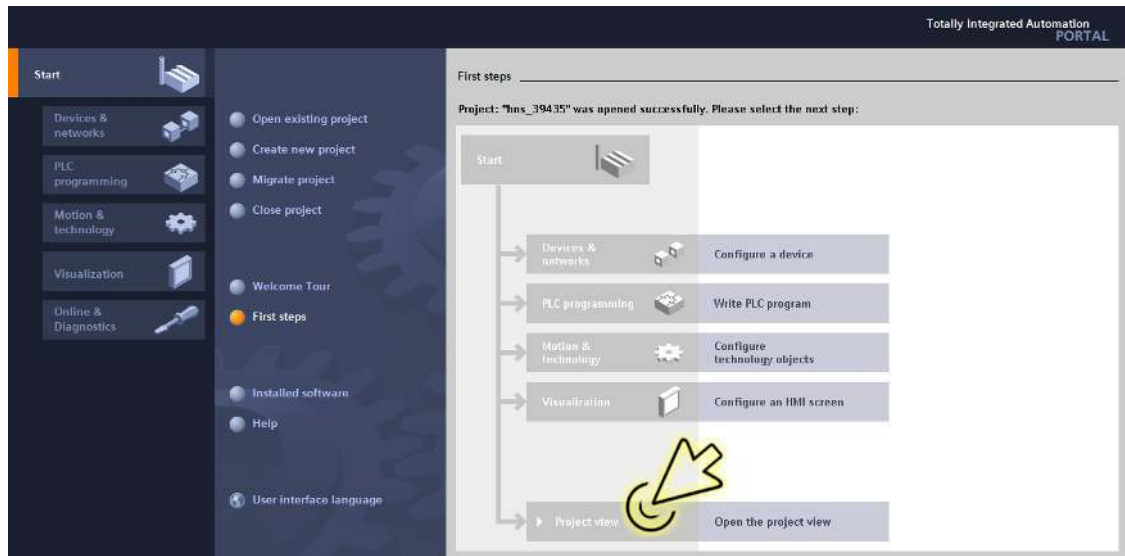 Totally Integrated Automation
PORTAL
Start
Devices &
networks
PLC
programming
Motion &
technology
Visualization
Online &
Diagnostics
Open existing project
Create new project
Migrate project
Close project
Welcome Tour
First steps
Installed software
Help
User interface language
First steps
Project: "hns_39435" was opened successfully. Please select the next step:
Start
Devices &
networks
Configure a device
PLC programming
Write PLC program
Motion &
technology
Configure
technology objects
Visualization
Configure an HMI screen
Project view
Open the project view